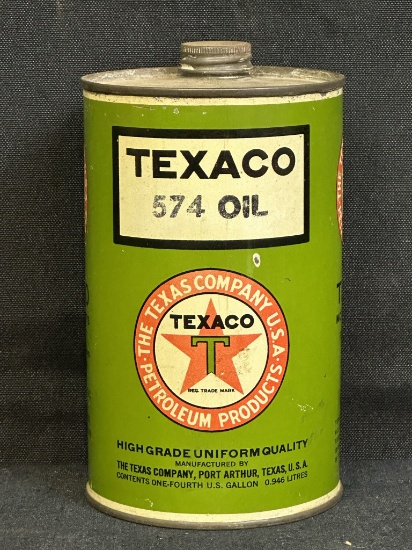 TEXACO
574 OIL
THE TEXAS COMPANY U.S.A.
TEXACO
T
REG. TRADE MARK
PETROLEUM PRODUCTS
HIGH GRADE UNIFORM QUALITY
MANUFACTURED BY
THE TEXAS COMPANY, PORT ARTHUR, TEXAS, U.S.A.
CONTENTS ONE-FOURTH U.S. GALLON 0.946 LITRES